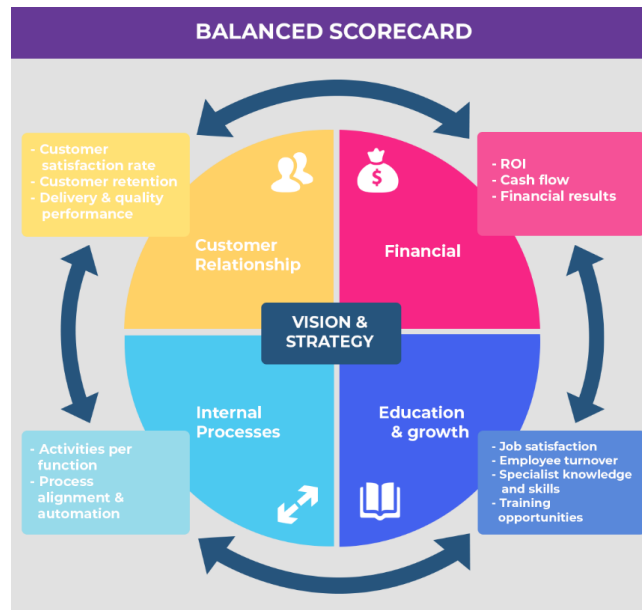 BALANCED SCORECARD
- Customer
satisfaction rate
- Customer retention
- Delivery & quality
performance
- ROI
- Cash flow
- Financial results
$
Customer
Relationship
Financial
VISION &
STRATEGY
Internal
Processes
Education
& growth
- Activities per
function
- Process
alignment &
automation
- Job satisfaction
- Employee turnover
- Specialist knowledge
and skills
- Training
opportunities